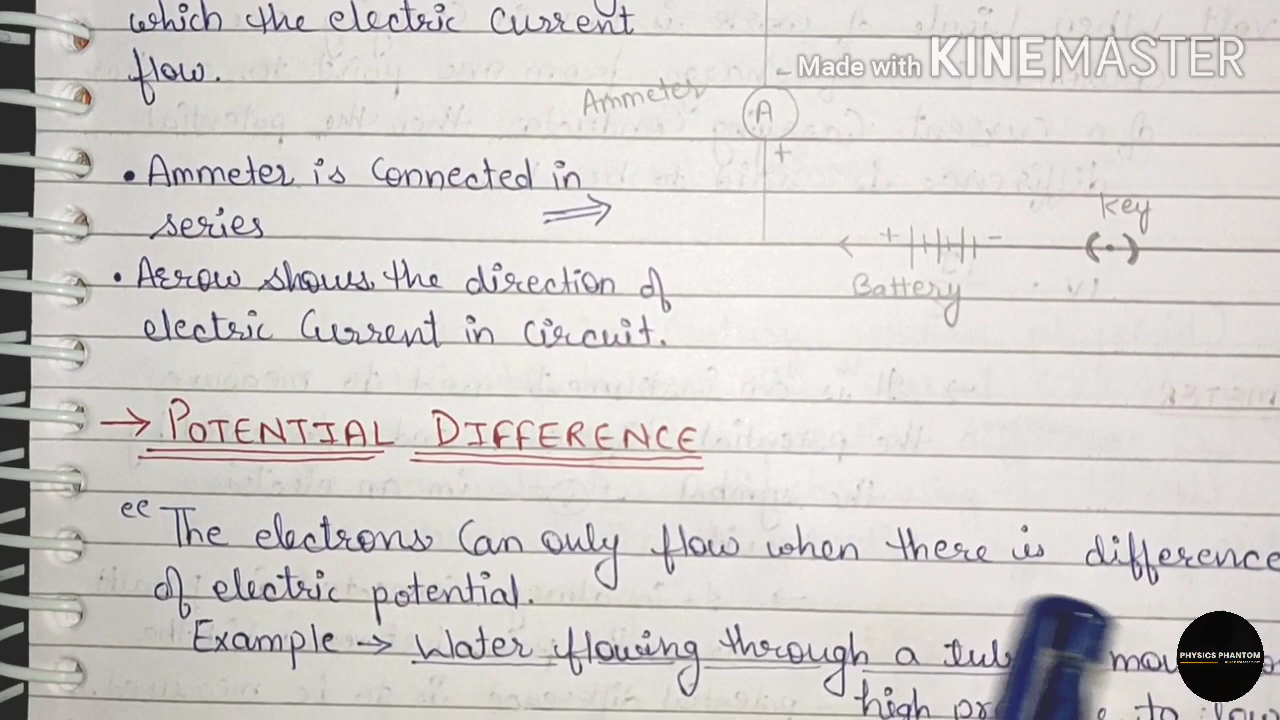 which the electric current
flow.
Made with KINEMASTER
Ammeter
-
A
+
• Ammeter is Connected in
series
key
+ -
(•)
Battery
• Arrow shows the direction of
electric Current in Circuit.
→ POTENTIAL DIFFERENCE
“ The electrons Can only flow when there is difference
of electric potential.
Example → Water flowing through a
high to
PHYSICS PHANTOM